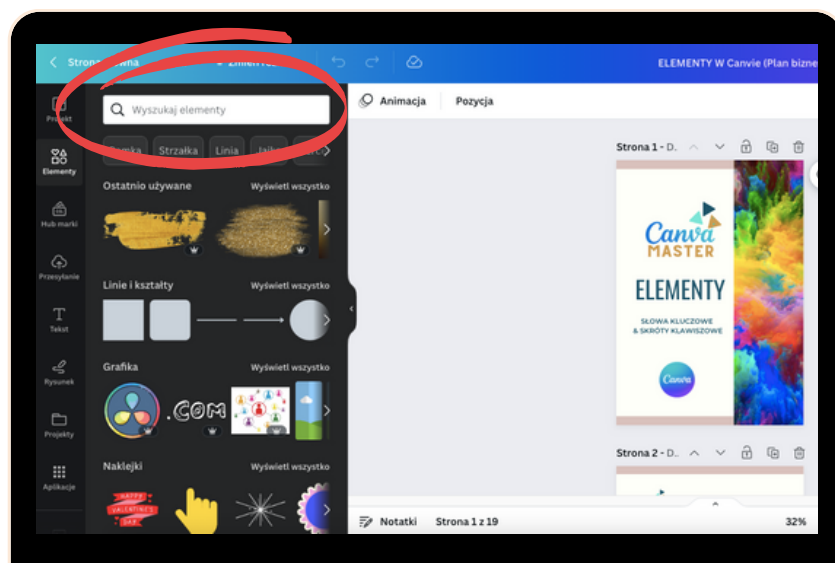 Strona główna
ELEMENTY W Canvie (Plan bizne
Projekt
Elementy
Hub marki
Przesyłanie
Tekst
Rysunek
Projekty
Aplikacje
Wyszukaj elementy
Ramka Strzałka Linia
Ostatnio używane Wyświetl wszystko
Linie i kształty Wyświetl wszystko
Grafika Wyświetl wszystko
.COM
Naklejki Wyświetl wszystko
HAPPY
VALENTINE'S
DAY
Animacja Pozycja
Strona 1 - D.
Canva
MASTER
ELEMENTY
SŁOWA KLUCZOWE
& SKRÓTY KLAWISZOWE
Canva
Strona 2 - D..
Notatki Strona 1 z 19 32%